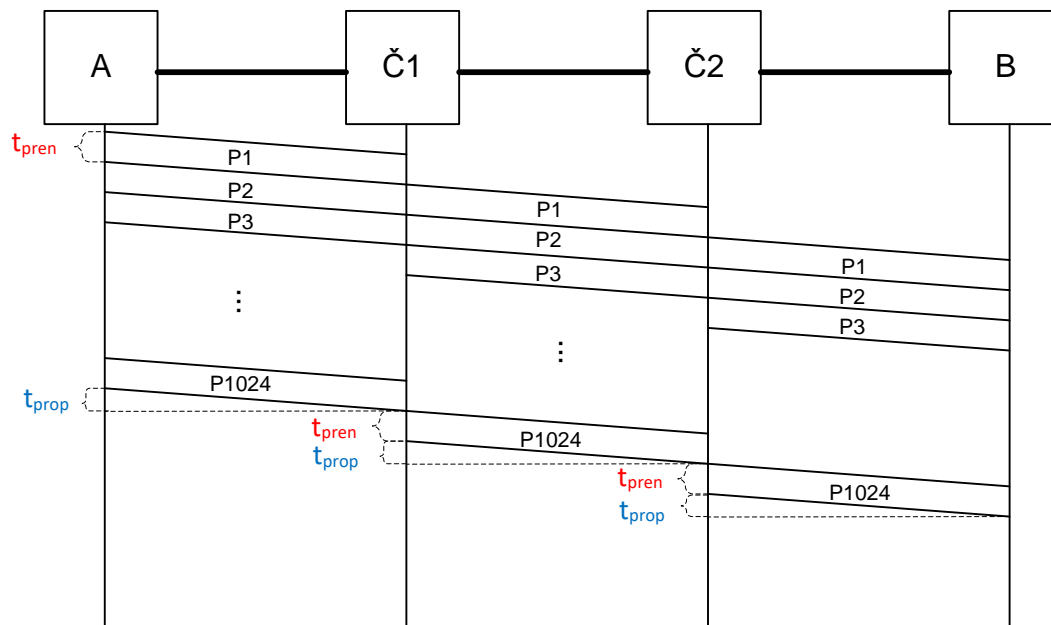 A
Č1
Č2
B
tpren
P1
P2
P1
P3
P2
P1
P3
P2
⋮
P3
⋮
P1024
tprop
tpren
P1024
tprop
tpren
P1024
tprop